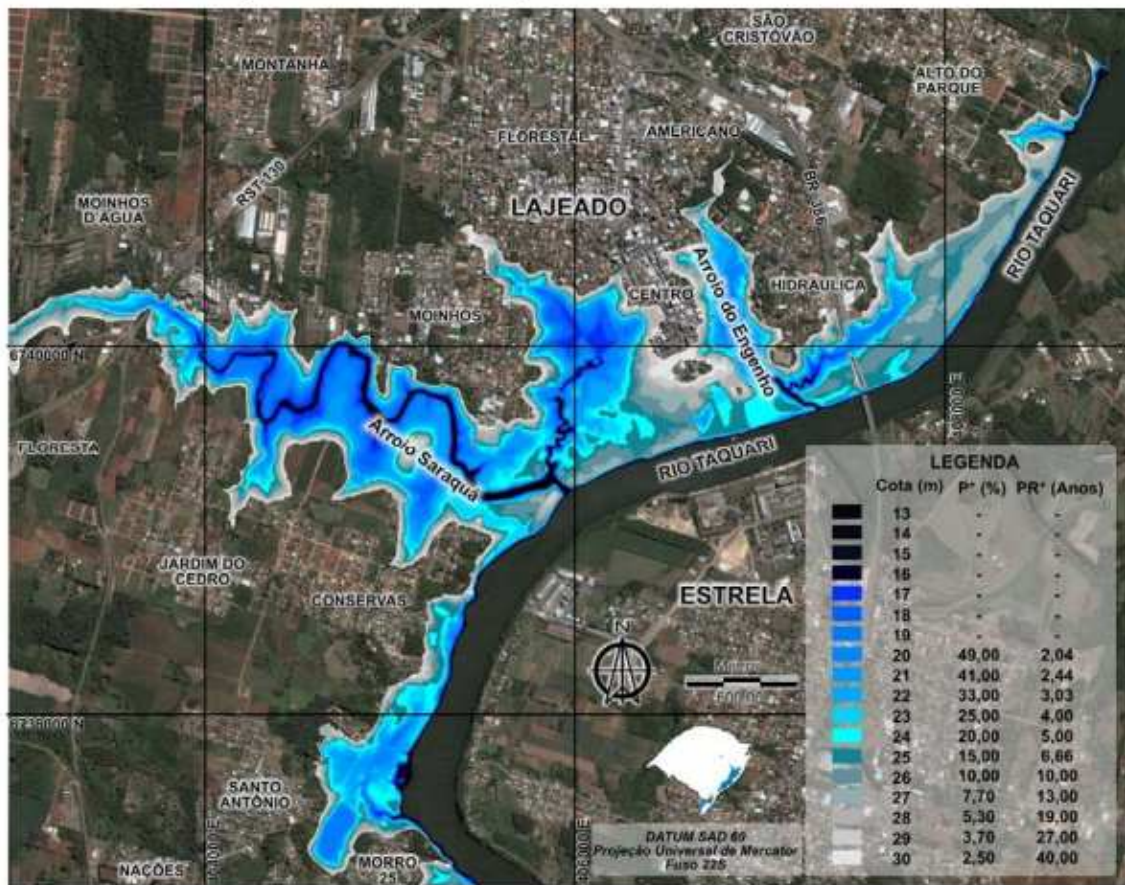 SÃO
CRISTÓVÃO
MONTANHA
ALTO DO
PARQUE
FLORESTAL
AMERICANO
RST-130
BR-386
MOINHOS
D'ÁGUA
LAJEADO
RIO TAQUARI
Arroio do Engenho
CENTRO
HIDRÁULICA
MOINHOS
6740000 N
FLORESTA
Arroio Saraquá
RIO TAQUARI
JARDIM DO
CEDRO
CONSERVAS
ESTRELA
N
6738000 N
SANTO
ANTÔNIO
MORRO
25
NAÇÕES
DATUM SAD 69
Projeção Universal de Mercator
Fuso 22S
LEGENDA
Cota (m) P* (%) PR* (Anos)
13 - -
14 - -
15 - -
16 - -
17 - -
18 - -
19 - -
20 49,00 2,04
21 41,00 2,44
22 33,00 3,03
23 25,00 4,00
24 20,00 5,00
25 15,00 6,66
26 10,00 10,00
27 7,70 13,00
28 5,30 19,00
29 3,70 27,00
30 2,50 40,00